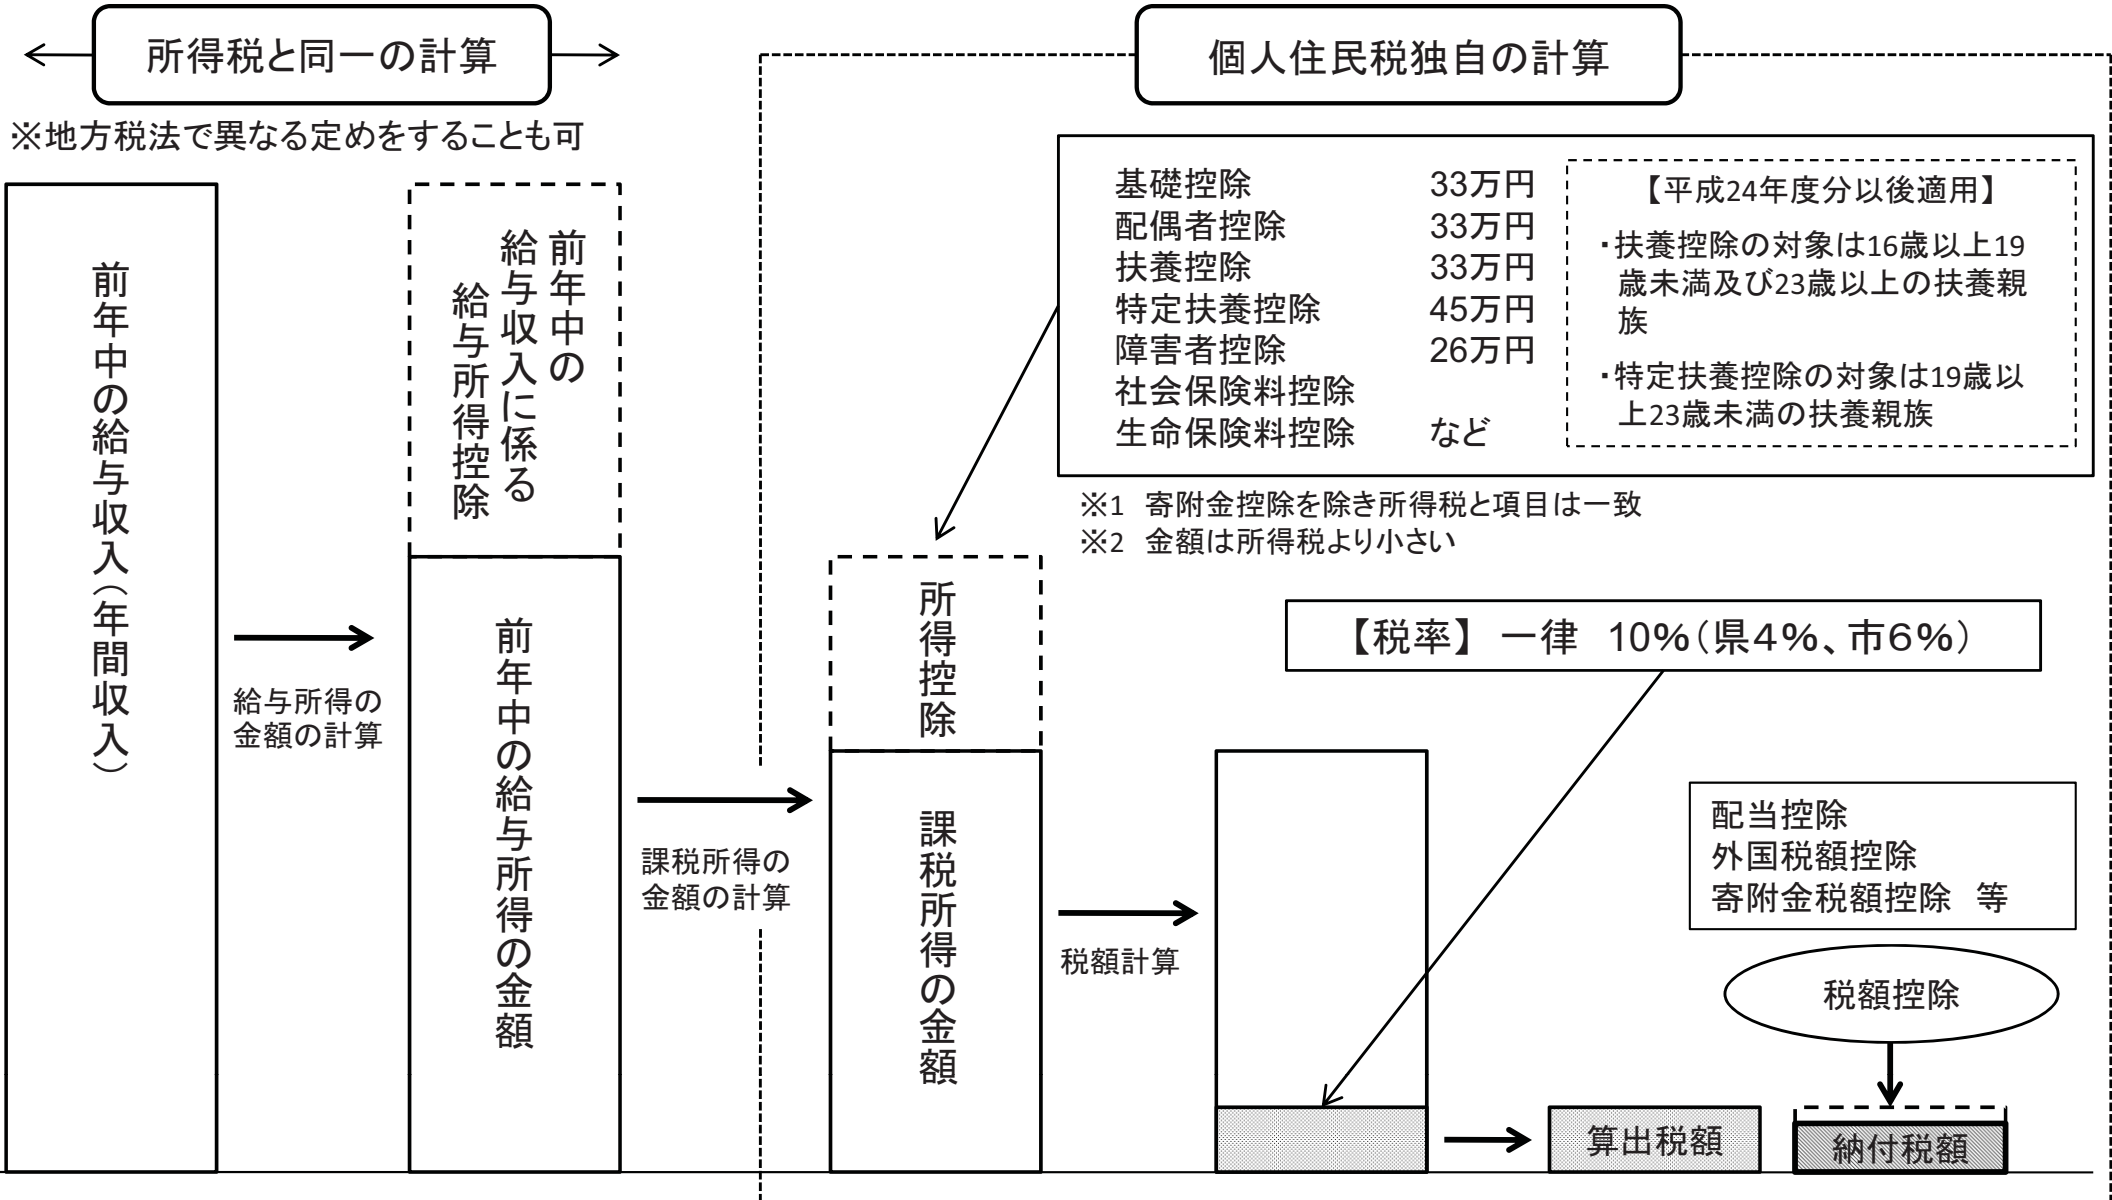 所得税と同一の計算
※地方税法で異なる定めをすることも可
前年中の給与収入(年間収入)
給与所得の
金額の計算
前年中の
給与収入に係る
給与所得控除
前年中の給与所得の金額
課税所得の
金額の計算
個人住民税独自の計算
基礎控除 33万円
配偶者控除 33万円
扶養控除 33万円
特定扶養控除 45万円
障害者控除 26万円
社会保険料控除
生命保険料控除 など
【平成24年度分以後適用】
・扶養控除の対象は16歳以上19
歳未満及び23歳以上の扶養親
族
・特定扶養控除の対象は19歳以
上23歳未満の扶養親族
※1 寄附金控除を除き所得税と項目は一致
※2 金額は所得税より小さい
所得控除
課税所得の金額
税額計算
【税率】 一律 10%(県4%、市6%)
算出税額
配当控除
外国税額控除
寄附金税額控除 等
税額控除
納付税額